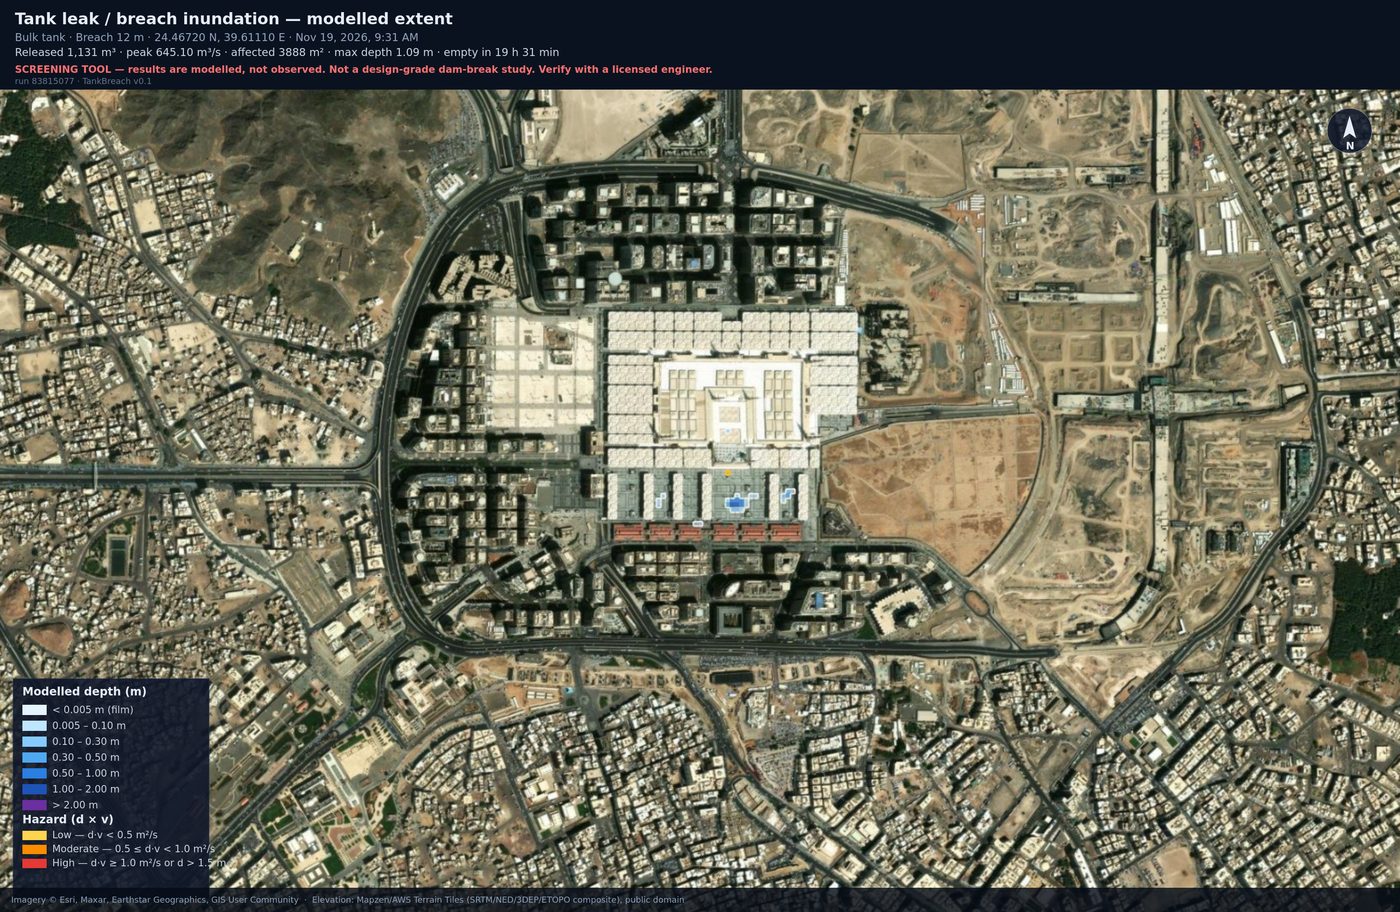 Tank leak / breach inundation — modelled extent
Bulk tank · Breach 12 m · 24.46720 N, 39.61110 E · Nov 19, 2026, 9:31 AM
Released 1,131 m³ · peak 645.10 m³/s · affected 3888 m² · max depth 1.09 m · empty in 19 h 31 min
SCREENING TOOL — results are modelled, not observed. Not a design-grade dam-break study. Verify with a licensed engineer.
run 83815077 · TankBreach v0.1
N
Modelled depth (m)
< 0.005 m (film)
0.005 – 0.10 m
0.10 – 0.30 m
0.30 – 0.50 m
0.50 – 1.00 m
1.00 – 2.00 m
> 2.00 m
Hazard (d × v)
Low — d·v < 0.5 m²/s
Moderate — 0.5 ≤ d·v < 1.0 m²/s
High — d·v ≥ 1.0 m²/s or d > 1.5 m
Imagery © Esri, Maxar, Earthstar Geographics, GIS User Community · Elevation: Mapzen/AWS Terrain Tiles (SRTM/NED/3DEP/ETOPO composite), public domain